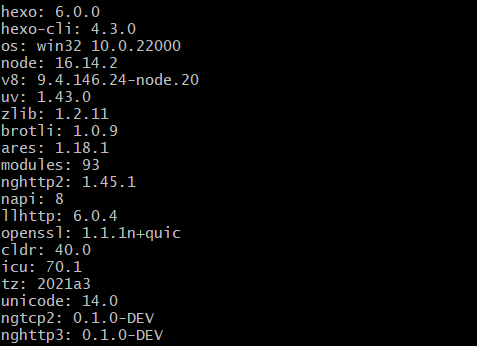 hexo: 6.0.0
hexo-cli: 4.3.0
os: win32 10.0.22000
node: 16.14.2
v8: 9.4.146.24-node.20
uv: 1.43.0
zlib: 1.2.11
brotli: 1.0.9
ares: 1.18.1
modules: 93
nghttp2: 1.45.1
napi: 8
llhttp: 6.0.4
openssl: 1.1.1n+quic
cldr: 40.0
icu: 70.1
tz: 2021a3
unicode: 14.0
ngtcp2: 0.1.0-DEV
nghttp3: 0.1.0-DEV